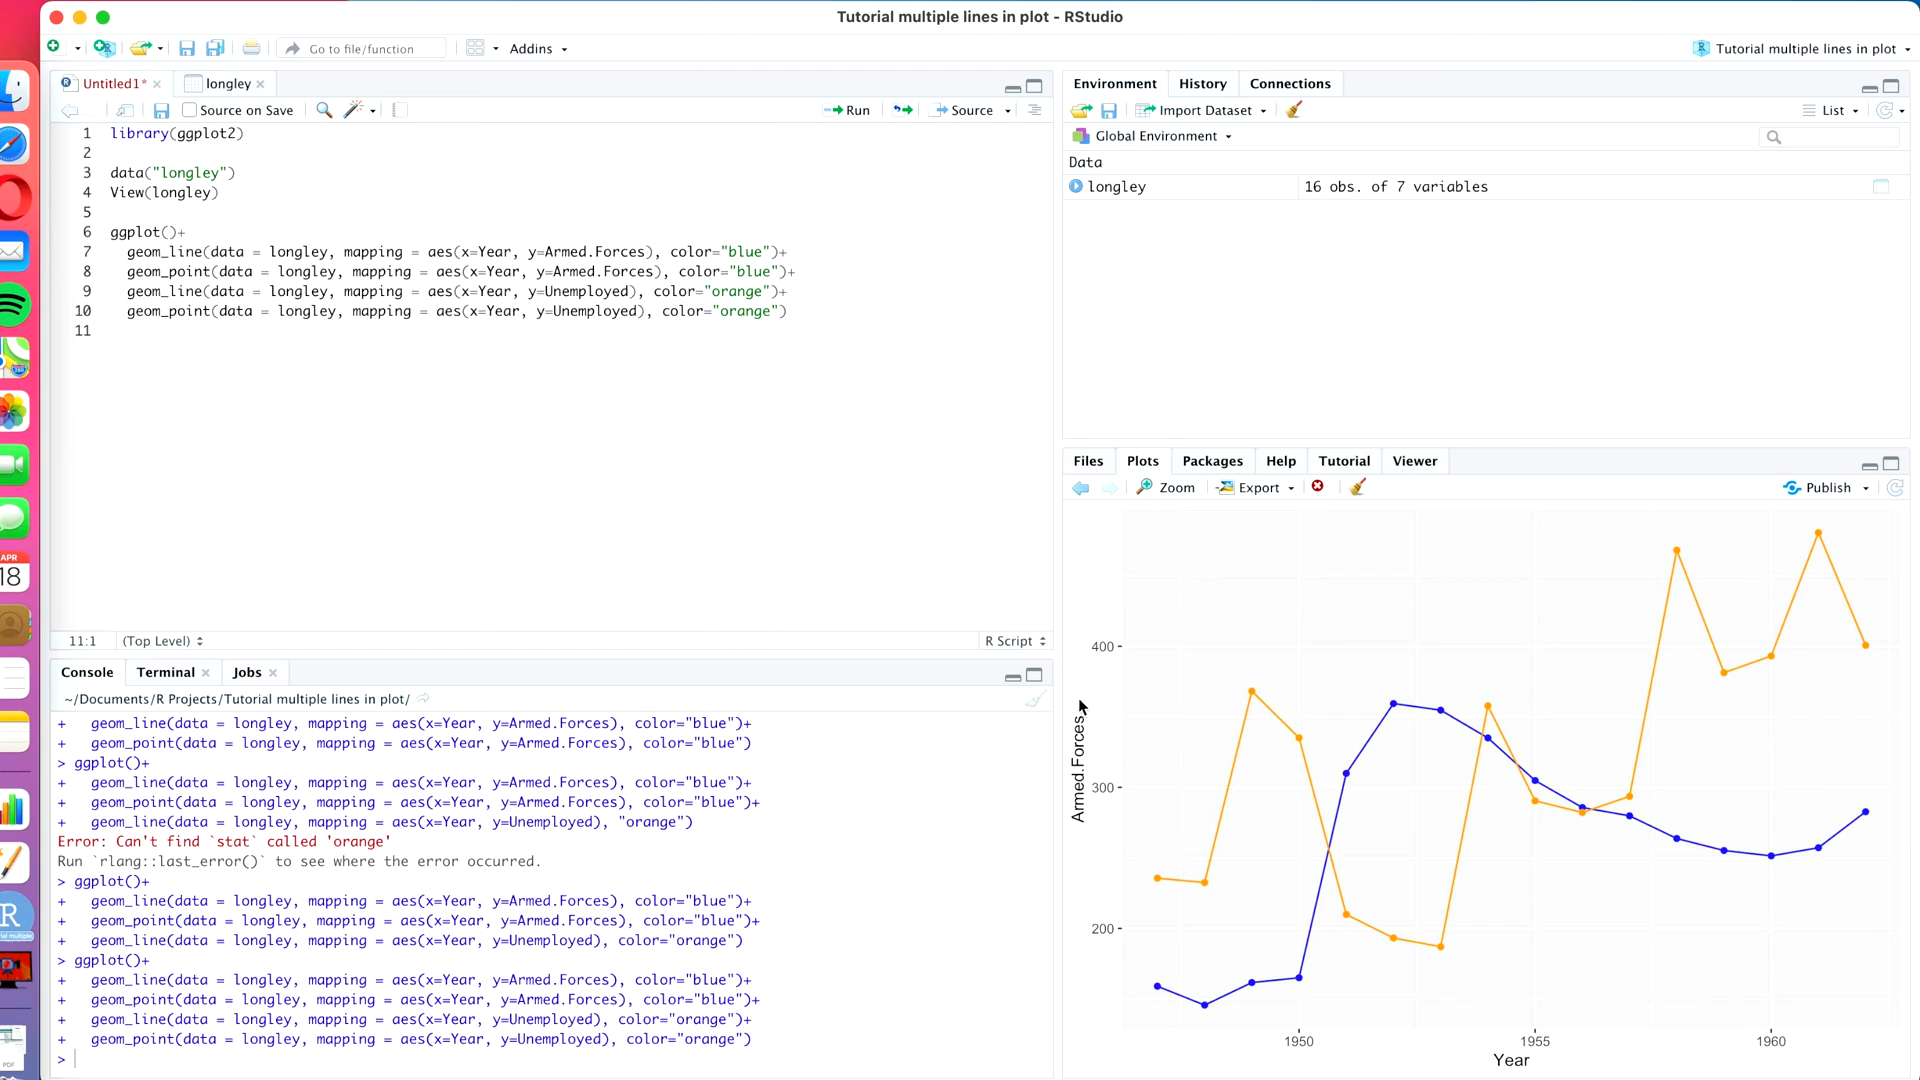 Tutorial multiple lines in plot - RStudio
Go to file/function
Addins
Tutorial multiple lines in plot
Untitled1*
longley
Source on Save
Run
Source
1 library(ggplot2)
2
3 data("longley")
4 View(longley)
5
6 ggplot()+
7 geom_line(data = longley, mapping = aes(x=Year, y=Armed.Forces), color="blue")+
8 geom_point(data = longley, mapping = aes(x=Year, y=Armed.Forces), color="blue")+
9 geom_line(data = longley, mapping = aes(x=Year, y=Unemployed), color="orange")+
10 geom_point(data = longley, mapping = aes(x=Year, y=Unemployed), color="orange")
11
11:1 (Top Level) R Script
Console Terminal Jobs
~/Documents/R Projects/Tutorial multiple lines in plot/
+ geom_line(data = longley, mapping = aes(x=Year, y=Armed.Forces), color="blue")+
+ geom_point(data = longley, mapping = aes(x=Year, y=Armed.Forces), color="blue")
> ggplot()+
+ geom_line(data = longley, mapping = aes(x=Year, y=Armed.Forces), color="blue")+
+ geom_point(data = longley, mapping = aes(x=Year, y=Armed.Forces), color="blue")+
+ geom_line(data = longley, mapping = aes(x=Year, y=Unemployed), "orange")
Error: Can't find `stat` called 'orange'
Run `rlang::last_error()` to see where the error occurred.
> ggplot()+
+ geom_line(data = longley, mapping = aes(x=Year, y=Armed.Forces), color="blue")+
+ geom_point(data = longley, mapping = aes(x=Year, y=Armed.Forces), color="blue")+
+ geom_line(data = longley, mapping = aes(x=Year, y=Unemployed), color="orange")
> ggplot()+
+ geom_line(data = longley, mapping = aes(x=Year, y=Armed.Forces), color="blue")+
+ geom_point(data = longley, mapping = aes(x=Year, y=Armed.Forces), color="blue")+
+ geom_line(data = longley, mapping = aes(x=Year, y=Unemployed), color="orange")+
+ geom_point(data = longley, mapping = aes(x=Year, y=Unemployed), color="orange")
>
Environment History Connections
Import Dataset
List
Global Environment
Data
longley 16 obs. of 7 variables
Files Plots Packages Help Tutorial Viewer
Zoom Export Publish
400
300
200
Armed.Forces
1950 1955 1960
Year
APR
18
R
PDF